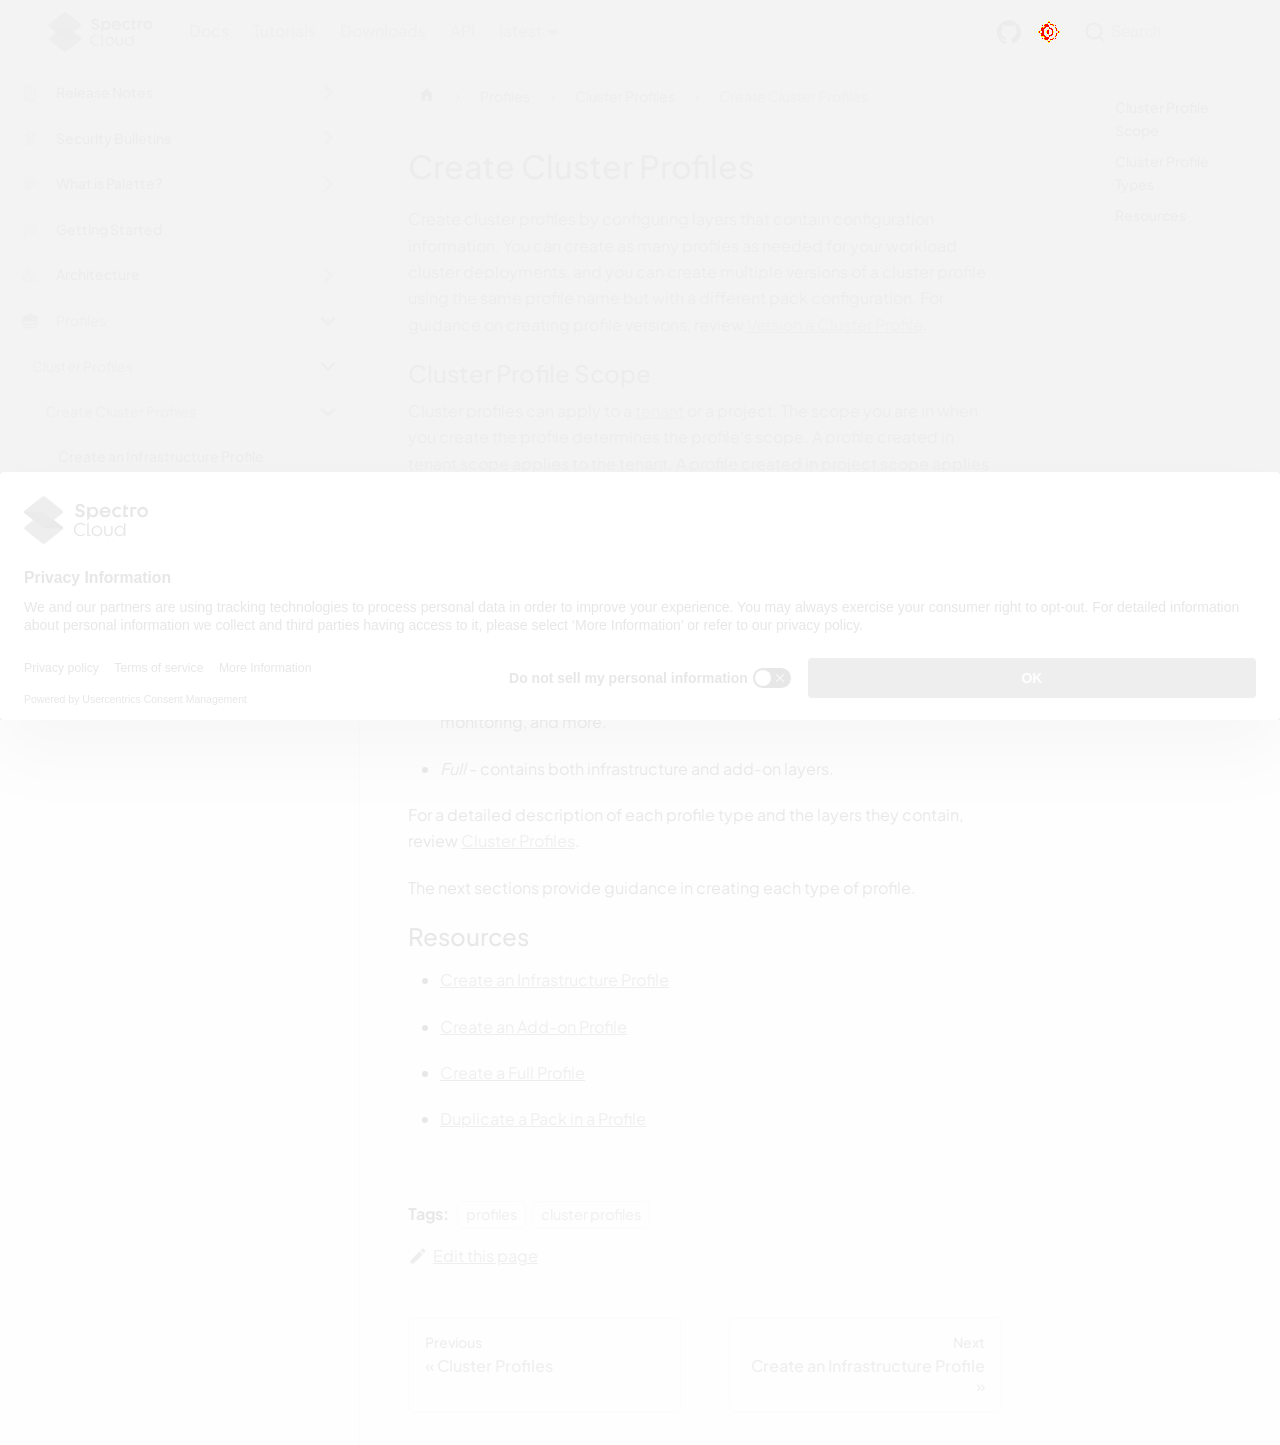 Spectro Cloud
Docs Tutorials Downloads API latest
Search
Release Notes
Security Bulletins
What is Palette?
Getting Started
Architecture
Profiles
Cluster Profiles
Create Cluster Profiles
Create an Infrastructure Profile
Profiles
Cluster Profiles
Create Cluster Profiles
Create Cluster Profiles
Create cluster profiles by configuring layers that contain configuration
information. You can create as many profiles as needed for your workload
cluster deployments, and you can create multiple versions of a cluster profile
using the same profile name but with a different pack configuration. For
guidance on creating profile versions, review Version a Cluster Profile.
Cluster Profile Scope
Cluster profiles can apply to a tenant or a project. The scope you are in when
you create the profile determines the profile's scope. A profile created in
tenant scope applies to the tenant. A profile created in project scope applies
Cluster Profile
Scope
Cluster Profile
Types
Resources
Spectro
Cloud
Privacy Information
We and our partners are using tracking technologies to process personal data in order to improve your experience. You may always exercise your consumer right to opt-out. For detailed information
about personal information we collect and third parties having access to it, please select 'More Information' or refer to our privacy policy.
Privacy policy Terms of service More Information
Powered by Usercentrics Consent Management
Do not sell my personal information
OK
monitoring, and more.
Full - contains both infrastructure and add-on layers.
For a detailed description of each profile type and the layers they contain,
review Cluster Profiles.
The next sections provide guidance in creating each type of profile.
Resources
Create an Infrastructure Profile
Create an Add-on Profile
Create a Full Profile
Duplicate a Pack in a Profile
Tags: profiles cluster profiles
Edit this page
Previous
« Cluster Profiles
Next
Create an Infrastructure Profile
»